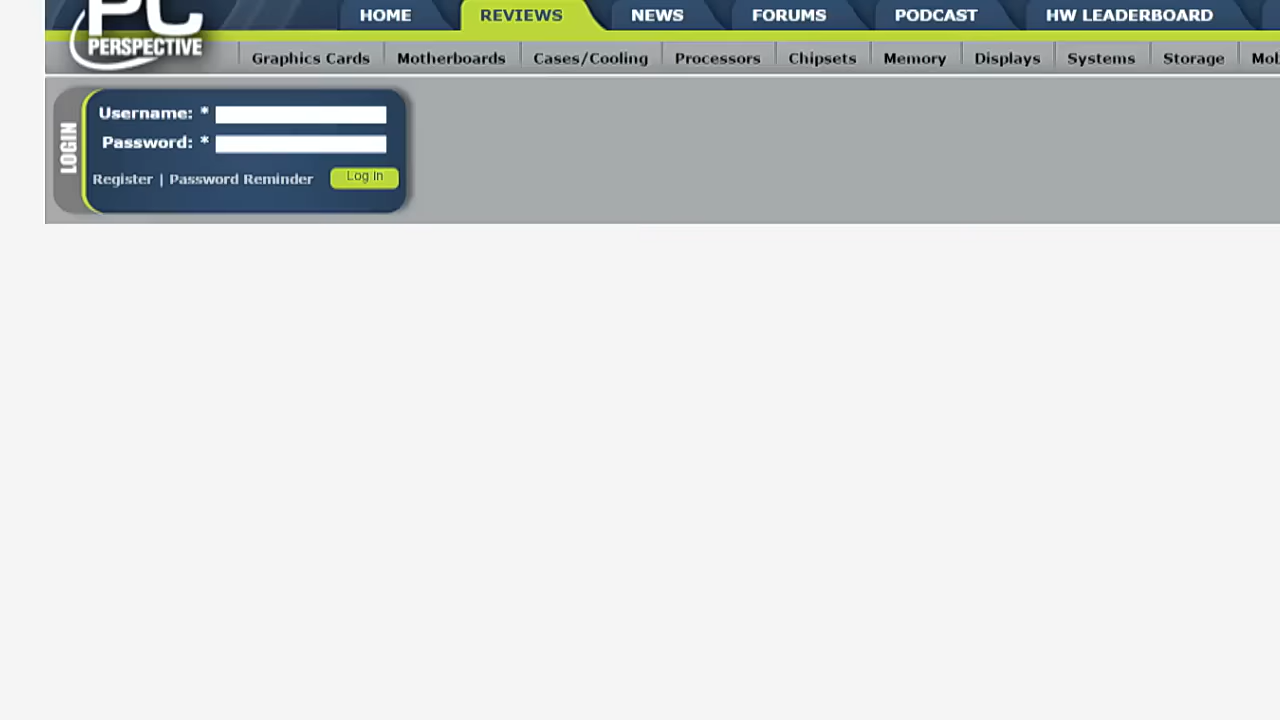 PC
PERSPECTIVE
HOME REVIEWS NEWS FORUMS PODCAST HW LEADERBOARD
Graphics Cards Motherboards Cases/Cooling Processors Chipsets Memory Displays Systems Storage
LOGIN
Username: *
Password: *
Register | Password Reminder Log In